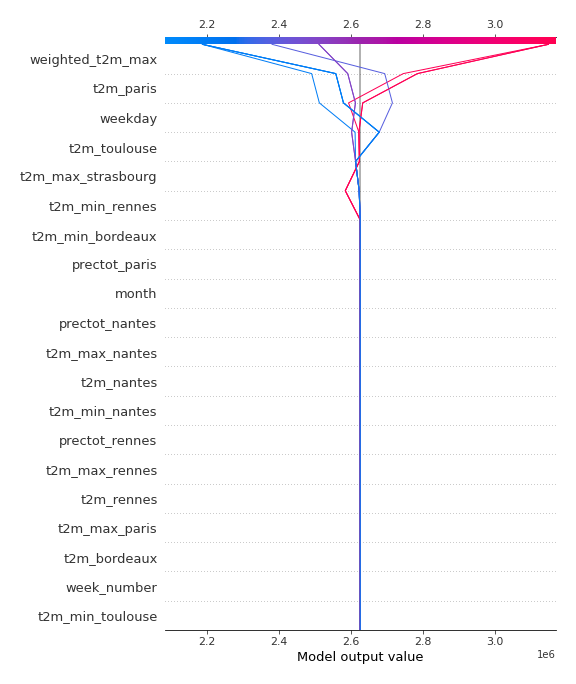 2.2 2.4 2.6 2.8 3.0
weighted_t2m_max
t2m_paris
weekday
t2m_toulouse
t2m_max_strasbourg
t2m_min_rennes
t2m_min_bordeaux
prectot_paris
month
prectot_nantes
t2m_max_nantes
t2m_nantes
t2m_min_nantes
prectot_rennes
t2m_max_rennes
t2m_rennes
t2m_max_paris
t2m_bordeaux
week_number
t2m_min_toulouse
2.2 2.4 2.6 2.8 3.0
Model output value
1e6